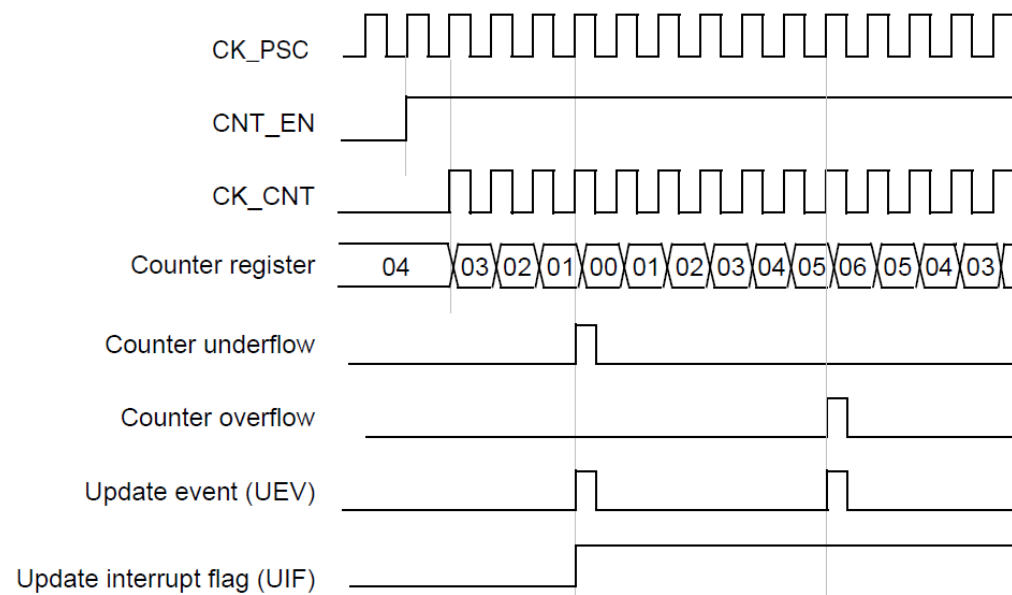 CK_PSC
CNT_EN
CK_CNT
Counter register 04 03 02 01 00 01 02 03 04 05 06 05 04 03
Counter underflow
Counter overflow
Update event (UEV)
Update interrupt flag (UIF)